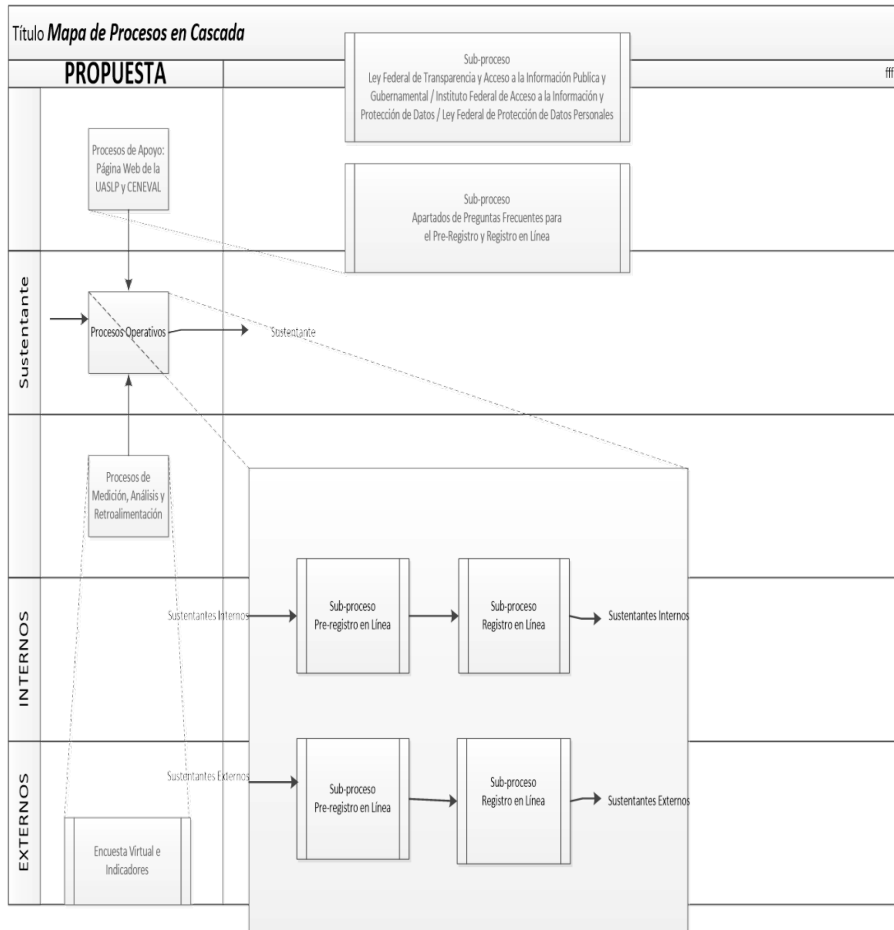 Título Mapa de Procesos en Cascada
PROPUESTA
fff
Sub-proceso
Ley Federal de Transparencia y Acceso a la Información Publica y
Gubernamental / Instituto Federal de Acceso a la Información y
Protección de Datos / Ley Federal de Protección de Datos Personales
Procesos de Apoyo:
Página Web de la
UASLP y CENEVAL
Sub-proceso
Apartados de Preguntas Frecuentes para
el Pre-Registro y Registro en Línea
Sustentante
Procesos Operativos
Sustentante
Procesos de
Medición, Análisis y
Retroalimentación
INTERNOS
Sustentantes Internos
Sub-proceso
Pre-registro en Línea
Sub-proceso
Registro en Línea
Sustentantes Internos
EXTERNOS
Sustentantes Externos
Sub-proceso
Pre-registro en Línea
Sub-proceso
Registro en Línea
Sustentantes Externos
Encuesta Virtual e
Indicadores